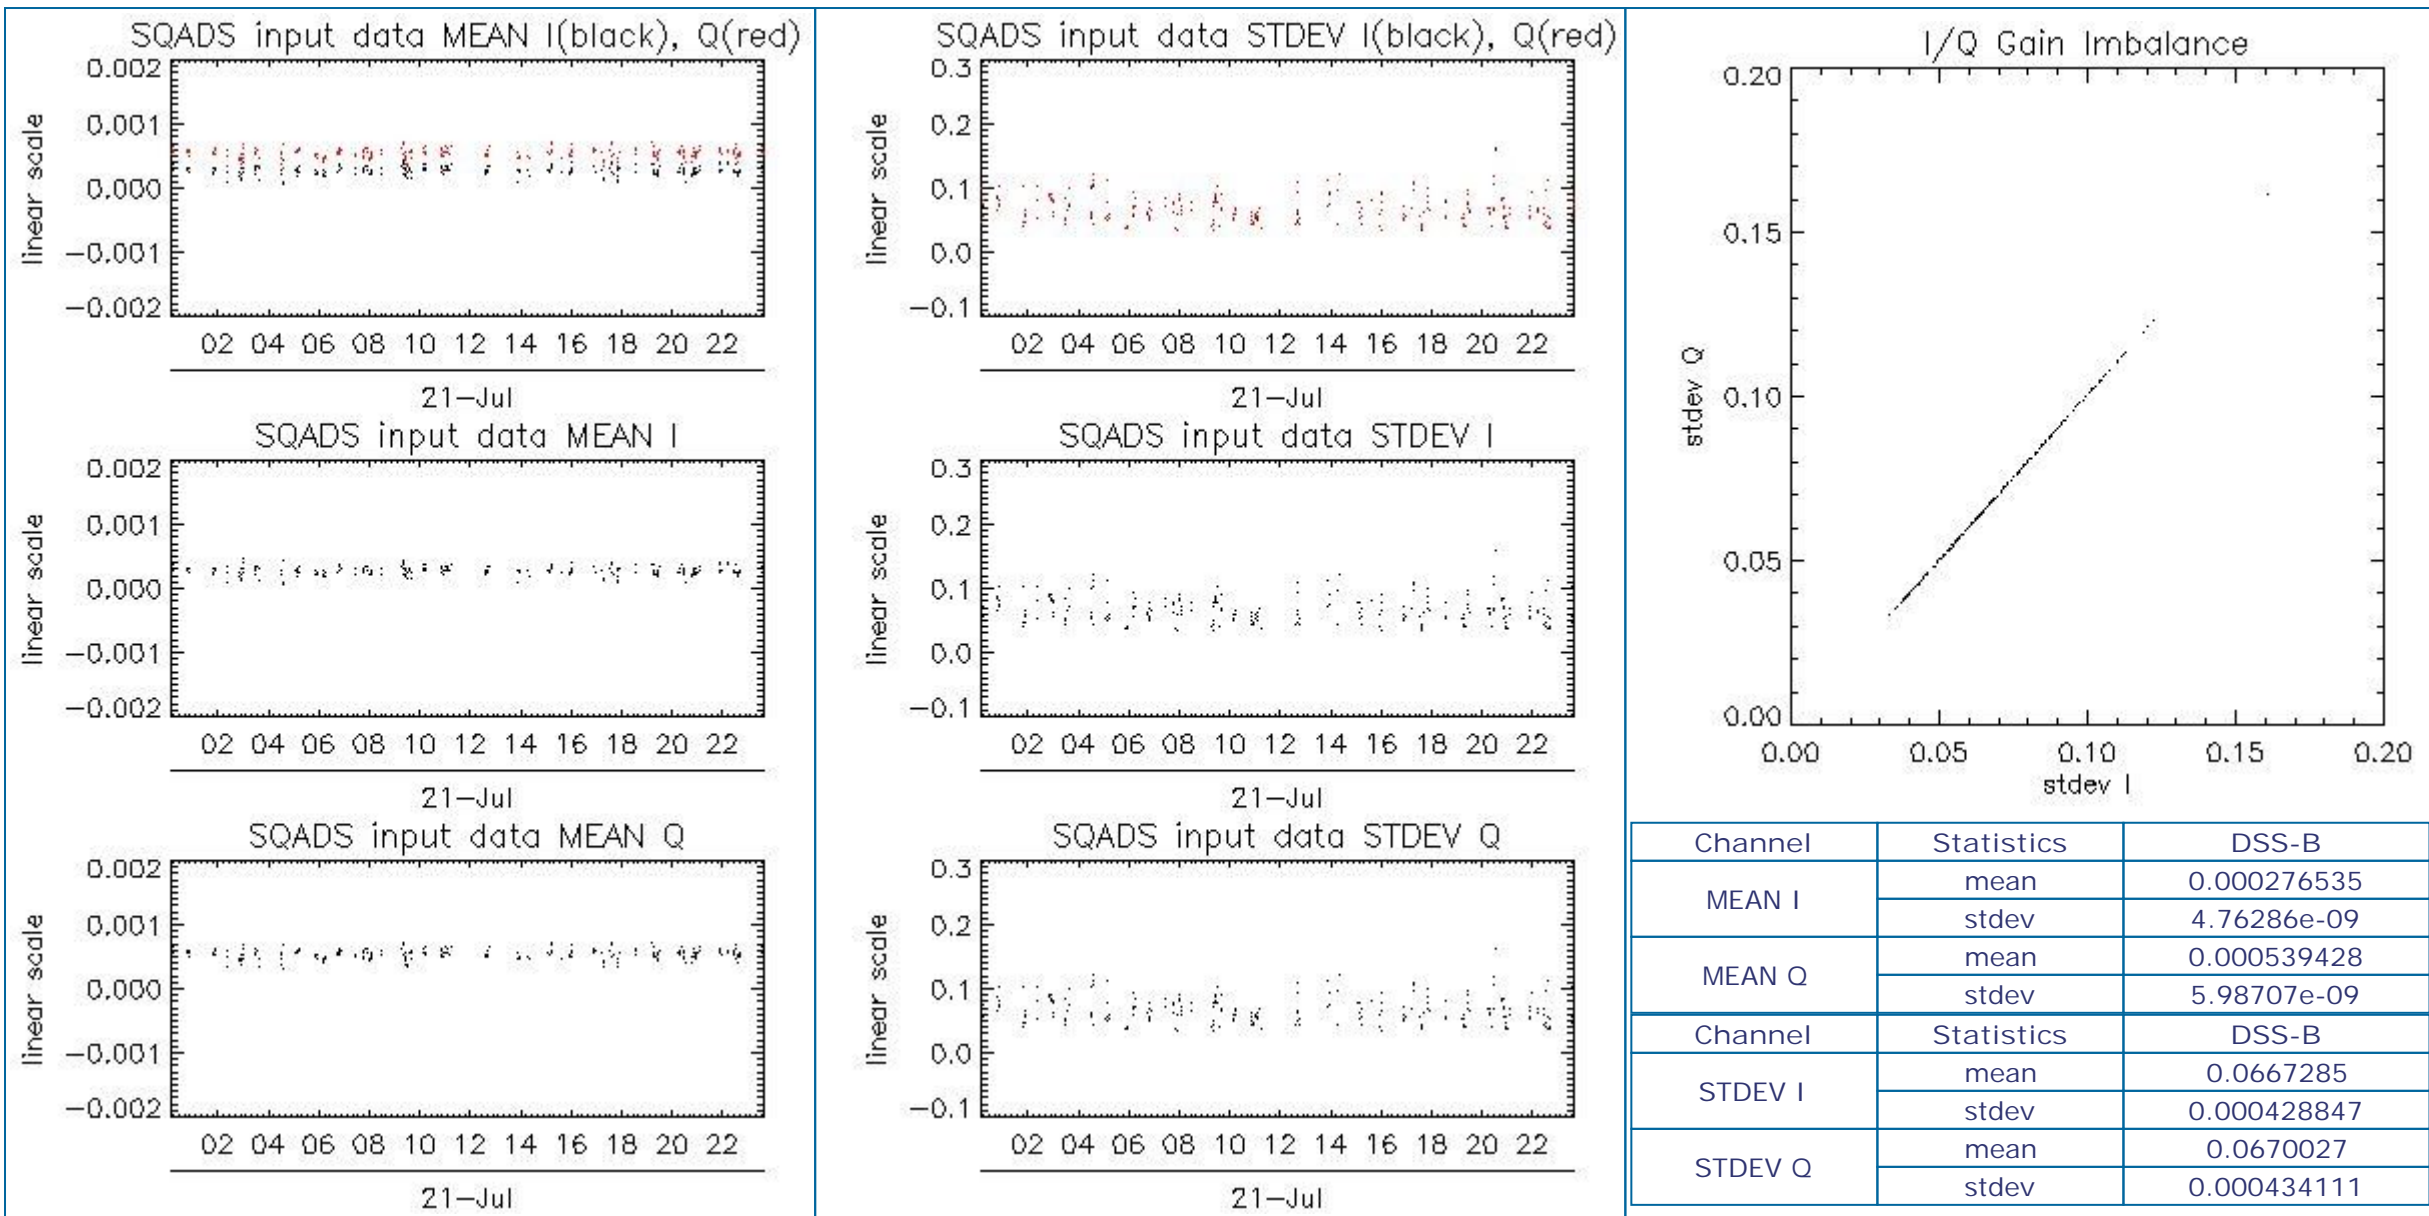 SQADS input data MEAN I(black), Q(red)
0.002
0.001
0.000
−0.001
−0.002
linear scale
02 04 06 08 10 12 14 16 18 20 22
21−Jul
SQADS input data MEAN I
0.002
0.001
0.000
−0.001
−0.002
linear scale
02 04 06 08 10 12 14 16 18 20 22
21−Jul
SQADS input data MEAN Q
0.002
0.001
0.000
−0.001
−0.002
linear scale
02 04 06 08 10 12 14 16 18 20 22
21−Jul
SQADS input data STDEV I(black), Q(red)
0.3
0.2
0.1
0.0
−0.1
linear scale
02 04 06 08 10 12 14 16 18 20 22
21−Jul
SQADS input data STDEV I
0.3
0.2
0.1
0.0
−0.1
linear scale
02 04 06 08 10 12 14 16 18 20 22
21−Jul
SQADS input data STDEV Q
0.3
0.2
0.1
0.0
−0.1
linear scale
02 04 06 08 10 12 14 16 18 20 22
21−Jul
I/Q Gain Imbalance
0.20
0.15
0.10
0.05
0.00
stdev Q
0.00 0.05 0.10 0.15 0.20
stdev I
Channel Statistics DSS-B
MEAN I mean 0.000276535
stdev 4.76286e-09
MEAN Q mean 0.000539428
stdev 5.98707e-09
Channel Statistics DSS-B
STDEV I mean 0.0667285
stdev 0.000428847
STDEV Q mean 0.0670027
stdev 0.000434111